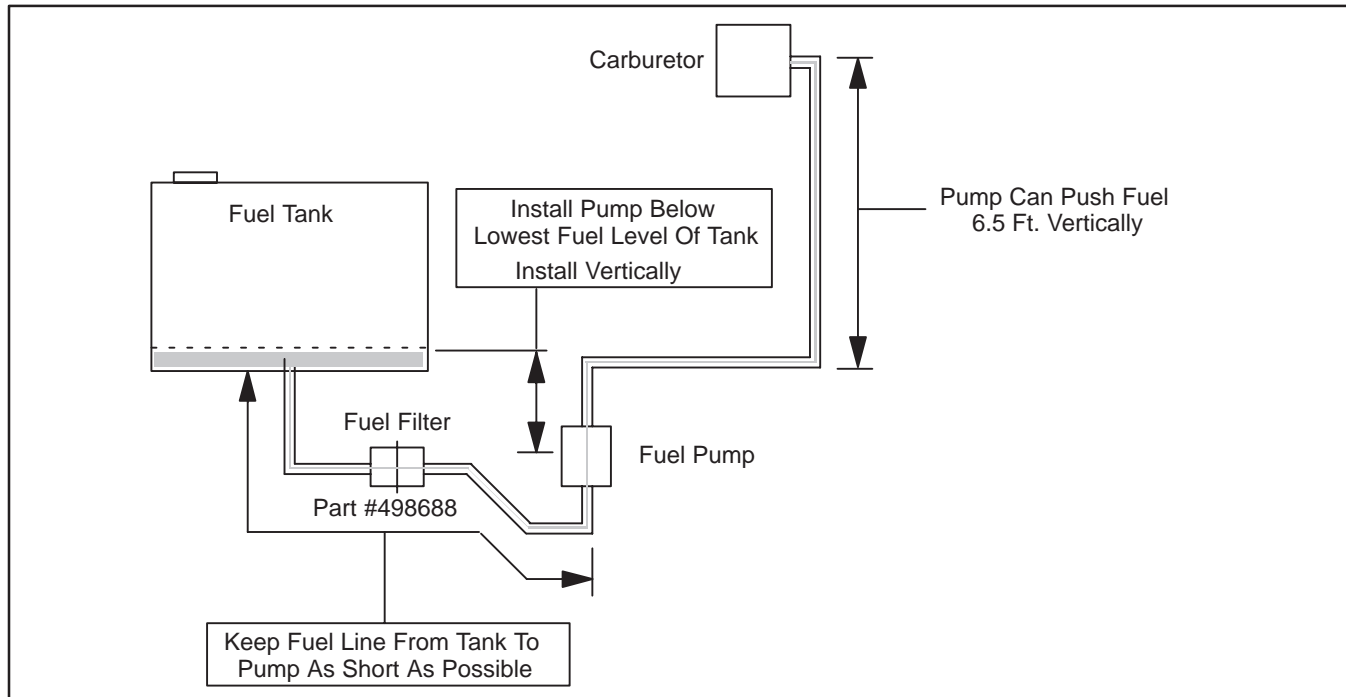 Carburetor
Fuel Tank
Install Pump Below
Lowest Fuel Level Of Tank
Install Vertically
Pump Can Push Fuel
6.5 Ft. Vertically
Fuel Filter
Fuel Pump
Part #498688
Keep Fuel Line From Tank To
Pump As Short As Possible